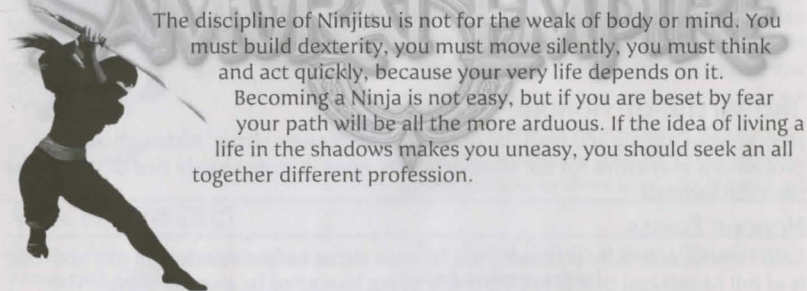 The discipline of Ninjitsu is not for the weak of body or mind. You
must build dexterity, you must move silently, you must think
and act quickly, because your very life depends on it.
Becoming a Ninja is not easy, but if you are beset by fear
your path will be all the more arduous. If the idea of living a
life in the shadows makes you uneasy, you should seek an all
together different profession.